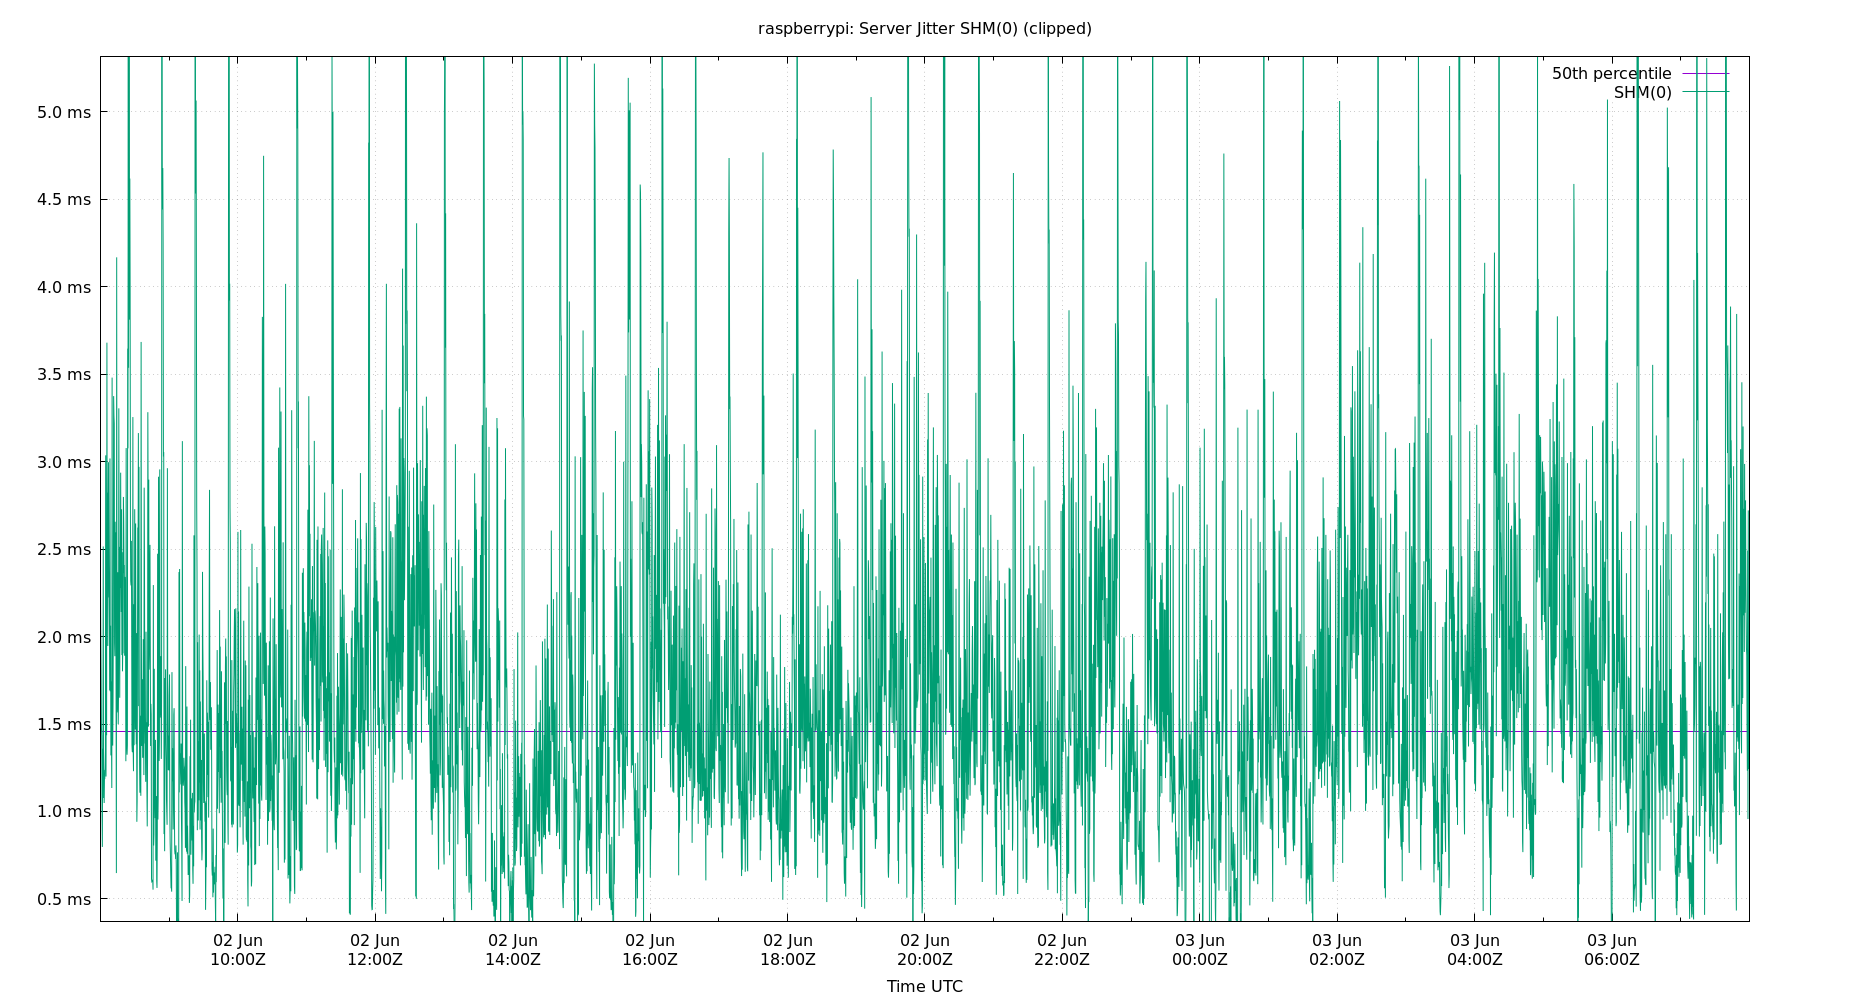 raspberrypi: Server Jitter SHM(0) (clipped)
50th percentile
SHM(0)
5.0 ms
4.5 ms
4.0 ms
3.5 ms
3.0 ms
2.5 ms
2.0 ms
1.5 ms
1.0 ms
0.5 ms
02 Jun 02 Jun 02 Jun 02 Jun 02 Jun 02 Jun 02 Jun 03 Jun 03 Jun 03 Jun 03 Jun
10:00Z 12:00Z 14:00Z 16:00Z 18:00Z 20:00Z 22:00Z 00:00Z 02:00Z 04:00Z 06:00Z
Time UTC